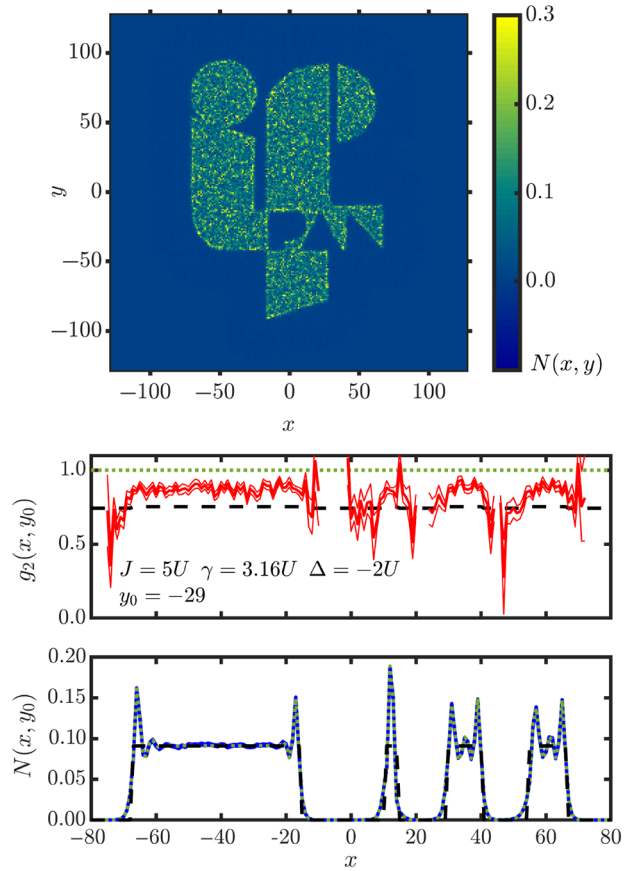 100
50
0
−50
−100
y
−100 −50 0 50 100
x
0.3
0.2
0.1
0.0
N(x, y)
1.0
0.5
0.0
g₂(x, y₀)
J = 5U γ = 3.16U Δ = −2U
y₀ = −29
0.20
0.15
0.10
0.05
0.00
N(x, y₀)
-80 -60 -40 -20 0 20 40 60 80
x